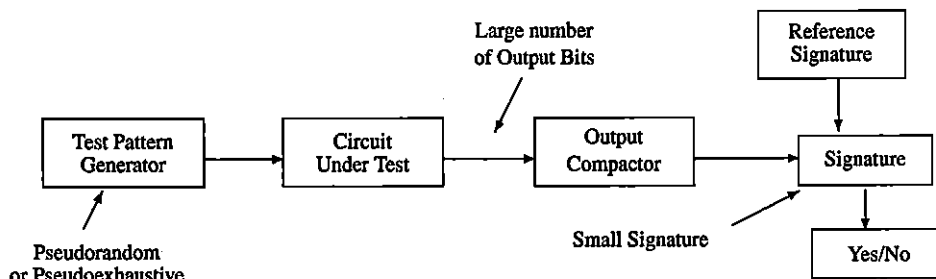 Large number
of Output Bits
Reference
Signature
Test Pattern
Generator
Circuit
Under Test
Output
Compactor
Signature
Small Signature
Pseudorandom
or Pseudoexhaustive
Yes/No